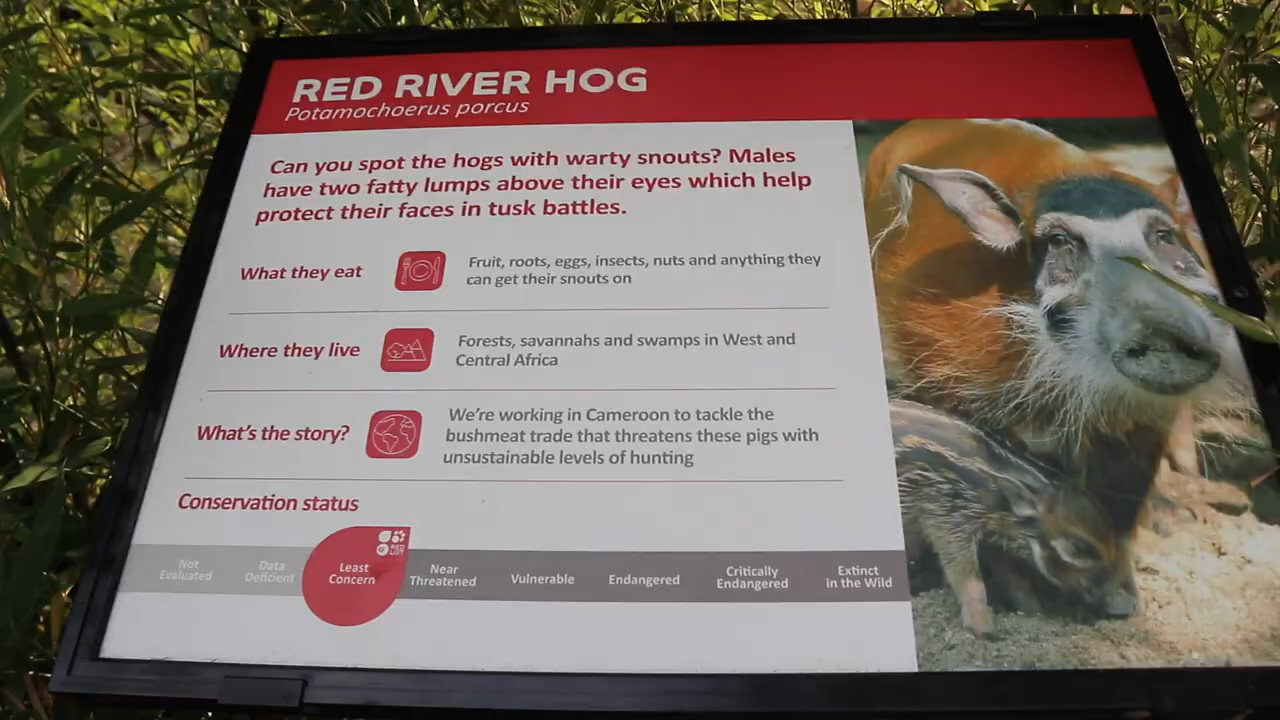 RED RIVER HOG
Potamochoerus porcus
Can you spot the hogs with warty snouts? Males
have two fatty lumps above their eyes which help
protect their faces in tusk battles.
What they eat
Fruit, roots, eggs, insects, nuts and anything they
can get their snouts on
Where they live
Forests, savannahs and swamps in West and
Central Africa
What's the story?
We're working in Cameroon to tackle the
bushmeat trade that threatens these pigs with
unsustainable levels of hunting
Conservation status
Not
Evaluated
Data
Deficient
Least
Concern
Near
Threatened
Vulnerable
Endangered
Critically
Endangered
Extinct
in the Wild